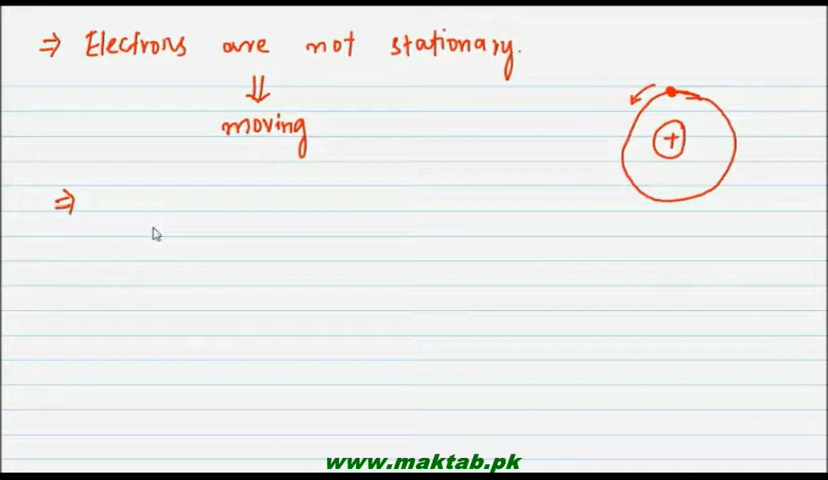 ⇒ Electrons are not stationary.
⇓
moving
+
⇒
www.maktab.pk